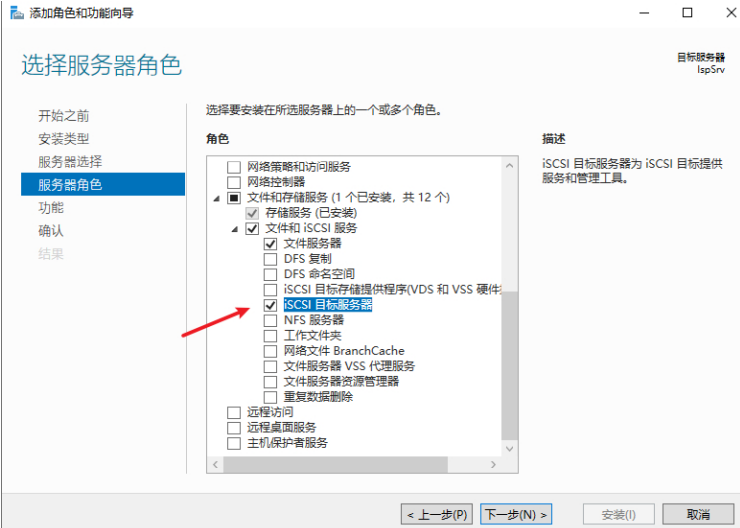 添加角色和功能向导
选择服务器角色
目标服务器
IspSrv
开始之前
安装类型
服务器选择
服务器角色
功能
确认
结果
选择要安装在所选服务器上的一个或多个角色。
角色
网络策略和访问服务
网络控制器
文件和存储服务 (1 个已安装，共 12 个)
存储服务 (已安装)
文件和 iSCSI 服务
文件服务器
DFS 复制
DFS 命名空间
iSCSI 目标存储提供程序(VDS 和 VSS 硬件
iSCSI 目标服务器
NFS 服务器
工作文件夹
网络文件 BranchCache
文件服务器 VSS 代理服务
文件服务器资源管理器
重复数据删除
远程访问
远程桌面服务
主机保护者服务
描述
iSCSI 目标服务器为 iSCSI 目标提供
服务和管理工具。
< 上一步(P)
下一步(N) >
安装(I)
取消